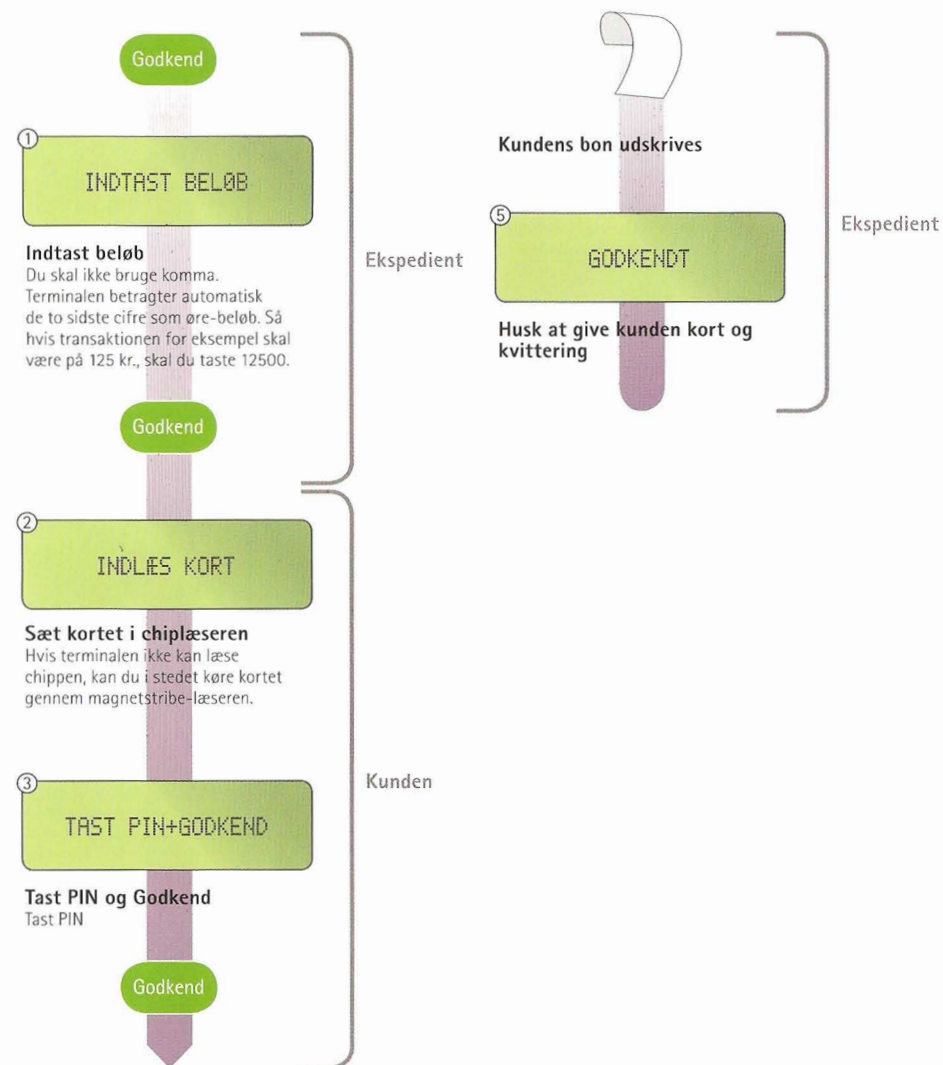 Godkend
1
INDTAST BELØB
Indtast beløb
Du skal ikke bruge komma.
Terminalen betragter automatisk
de to sidste cifre som øre-beløb. Så
hvis transaktionen for eksempel skal
være på 125 kr., skal du taste 12500.
Godkend
Ekspedient
2
INDLÆS KORT
Sæt kortet i chiplæseren
Hvis terminalen ikke kan læse
chippen, kan du i stedet køre kortet
gennem magnetstribe-læseren.
3
TAST PIN+GODKEND
Tast PIN og Godkend
Tast PIN
Godkend
Kunden
Kundens bon udskrives
5
GODKENDT
Husk at give kunden kort og
kvittering
Ekspedient